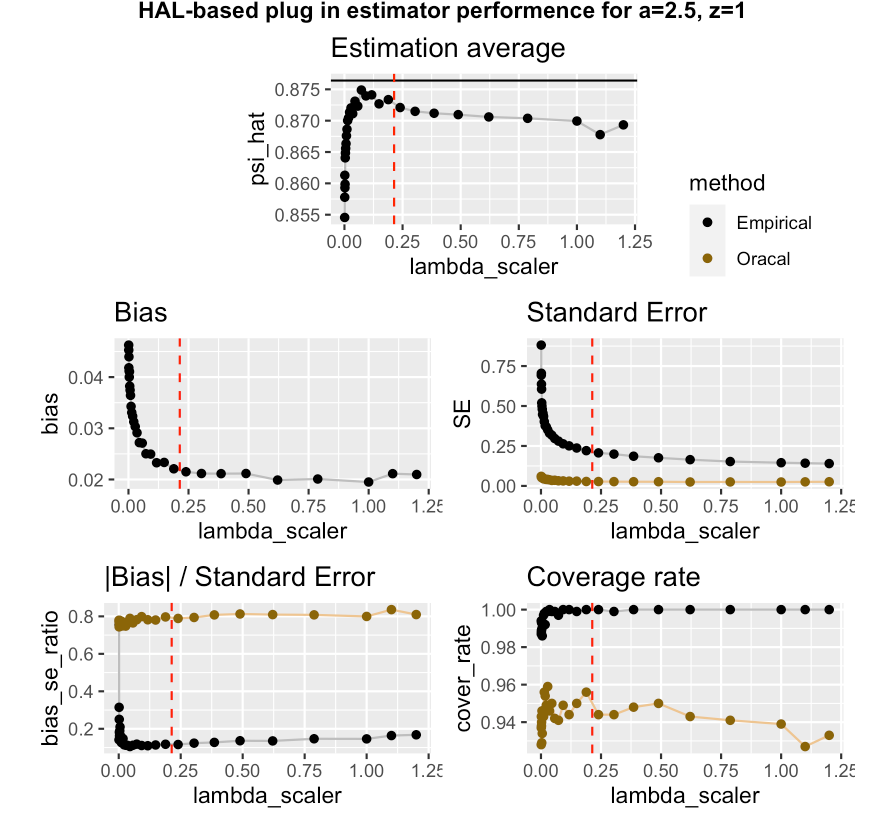 HAL-based plug in estimator performence for a=2.5, z=1
Estimation average
0.875
0.870
0.865
0.860
0.855
psi_hat
0.00 0.25 0.50 0.75 1.00 1.25
lambda_scaler
method
Empirical
Oracal
Bias
0.04
0.03
0.02
bias
0.00 0.25 0.50 0.75 1.00 1.25
lambda_scaler
Standard Error
0.75
0.50
0.25
0.00
SE
0.00 0.25 0.50 0.75 1.00 1.25
lambda_scaler
|Bias| / Standard Error
0.8
0.6
0.4
0.2
bias_se_ratio
0.00 0.25 0.50 0.75 1.00 1.25
lambda_scaler
Coverage rate
1.00
0.98
0.96
0.94
cover_rate
0.00 0.25 0.50 0.75 1.00 1.25
lambda_scaler